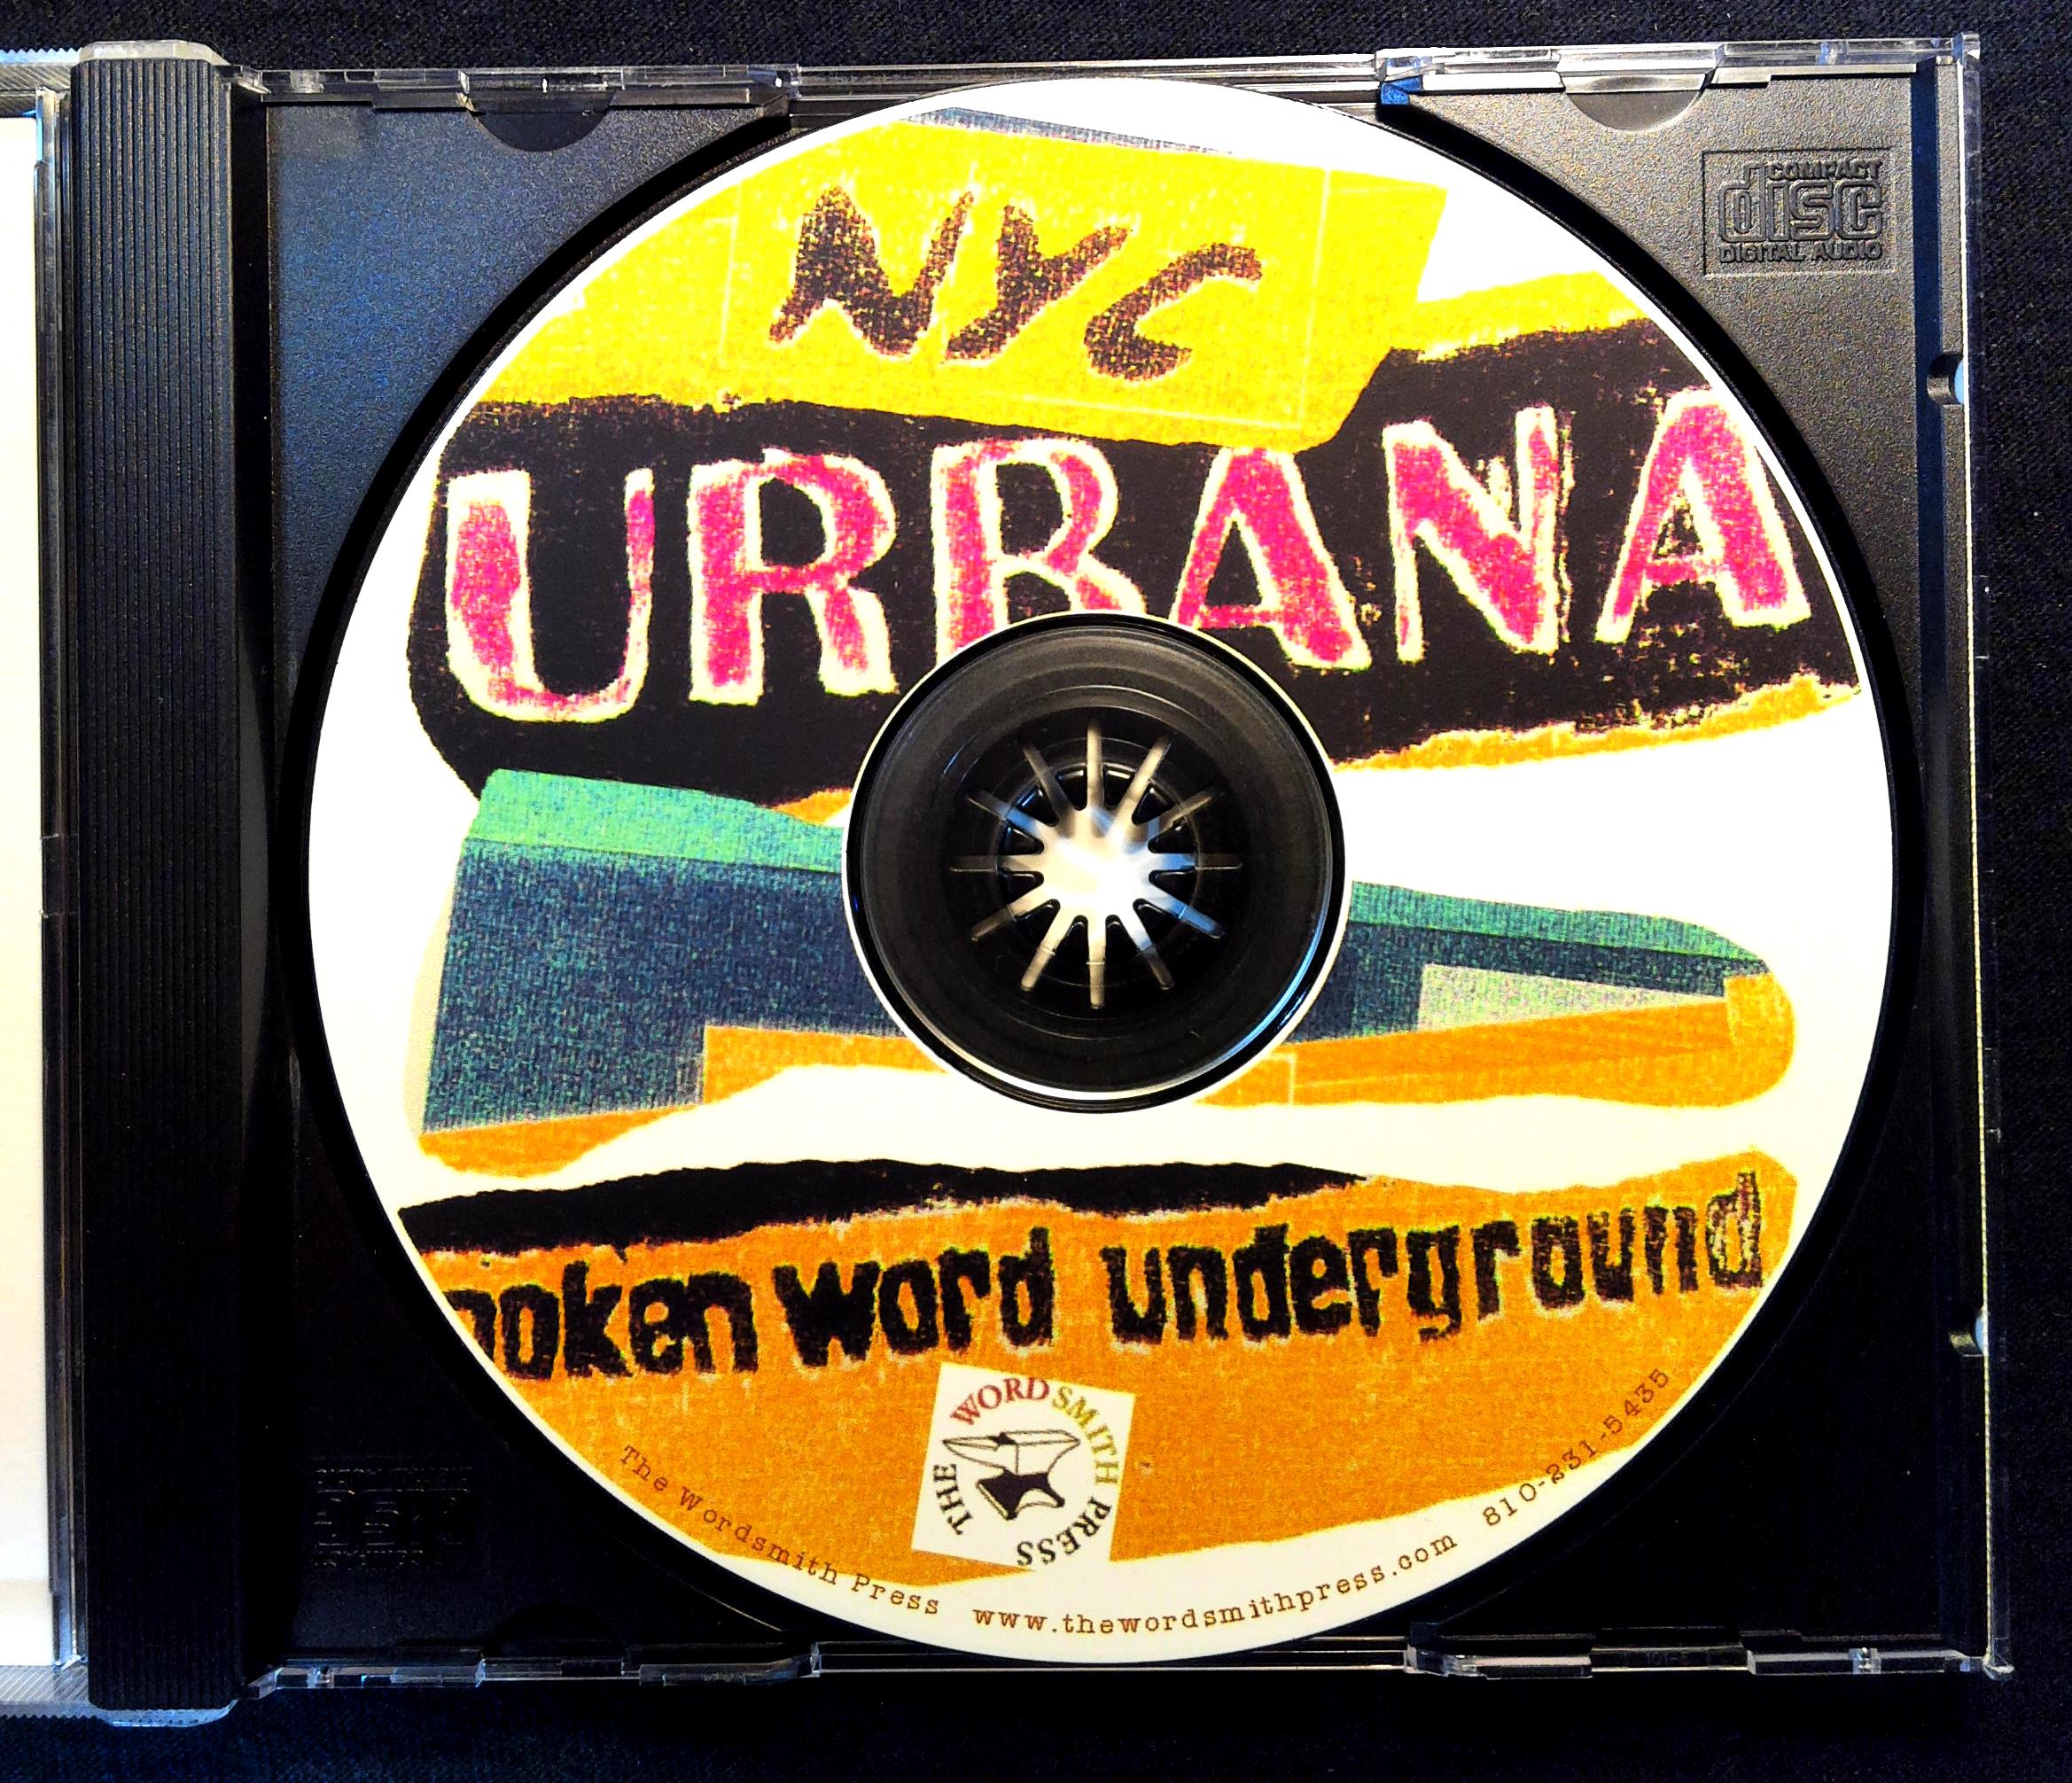 COMPACT
disc
DIGITAL AUDIO
NYC
URBANA
poken word underground
THE WORDSMITH PRESS
The Wordsmith Press www.thewordsmithpress.com 810-231-5435